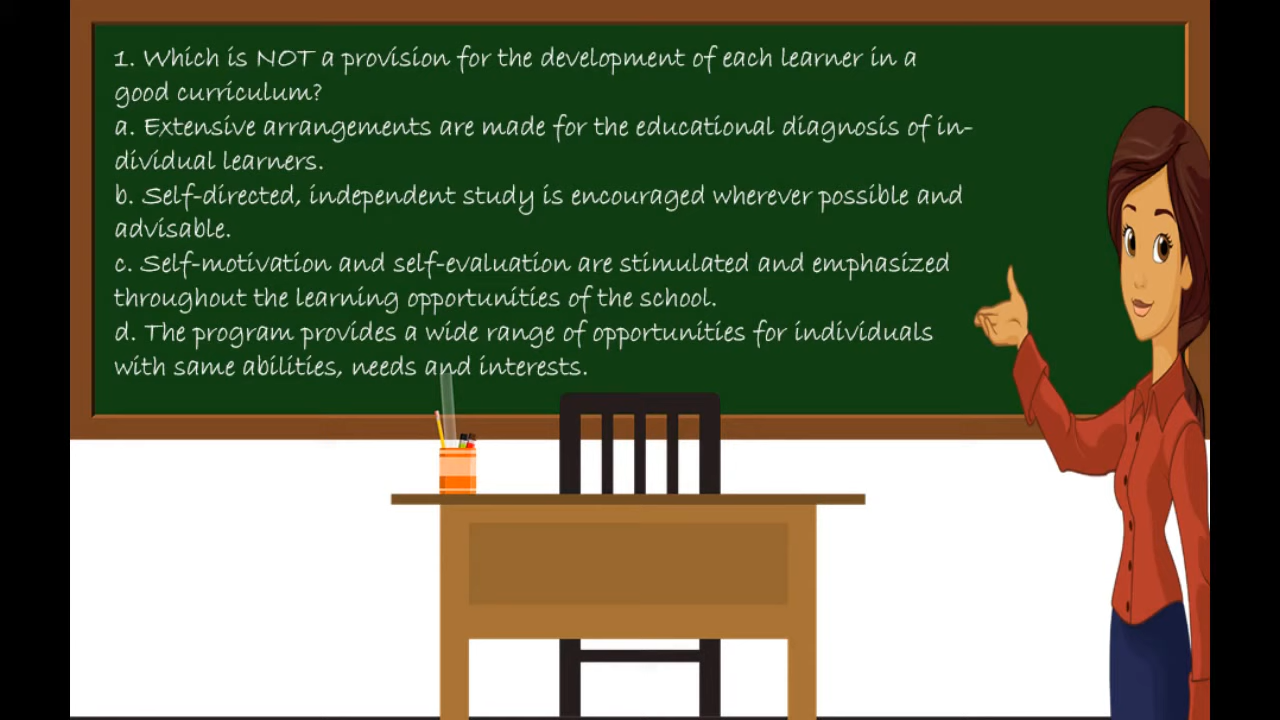 1. Which is NOT a provision for the development of each learner in a
good curriculum?
a. Extensive arrangements are made for the educational diagnosis of in-
dividual learners.
b. Self-directed, independent study is encouraged wherever possible and
advisable.
c. Self-motivation and self-evaluation are stimulated and emphasized
throughout the learning opportunities of the school.
d. The program provides a wide range of opportunities for individuals
with same abilities, needs and interests.